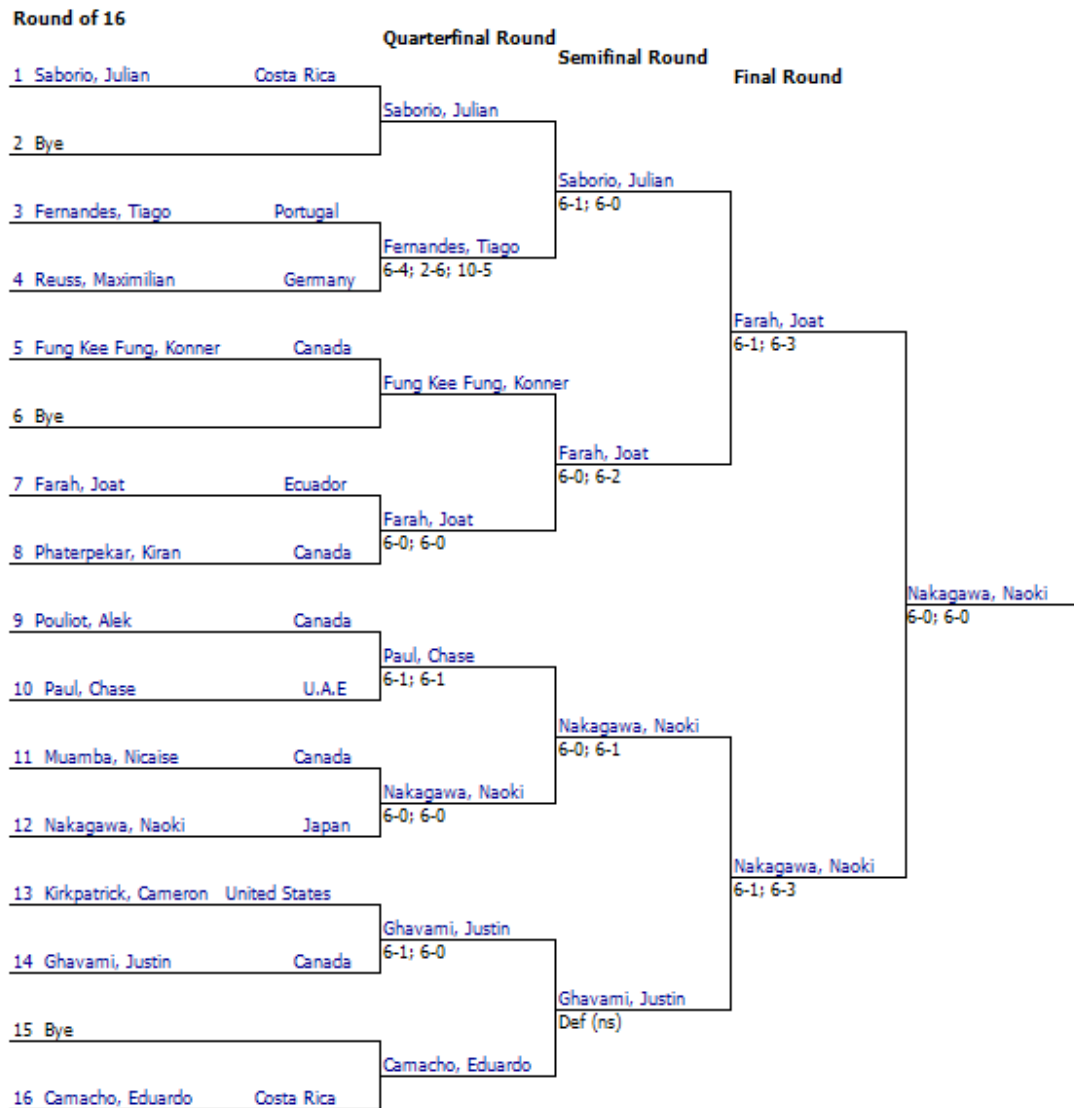 Round of 16
Quarterfinal Round
Semifinal Round
Final Round
1 Saborio, Julian Costa Rica
Saborio, Julian
2 Bye
Saborio, Julian
6-1; 6-0
3 Fernandes, Tiago Portugal
Fernandes, Tiago
6-4; 2-6; 10-5
4 Reuss, Maximilian Germany
Farah, Joat
6-1; 6-3
5 Fung Kee Fung, Konner Canada
Fung Kee Fung, Konner
6 Bye
Farah, Joat
6-0; 6-2
7 Farah, Joat Ecuador
Farah, Joat
6-0; 6-0
8 Phaterpekar, Kiran Canada
Nakagawa, Naoki
6-0; 6-0
9 Pouliot, Alek Canada
Paul, Chase
6-1; 6-1
10 Paul, Chase U.A.E
Nakagawa, Naoki
6-0; 6-1
11 Muamba, Nicaise Canada
Nakagawa, Naoki
6-0; 6-0
12 Nakagawa, Naoki Japan
Nakagawa, Naoki
6-1; 6-3
13 Kirkpatrick, Cameron United States
Ghavami, Justin
6-1; 6-0
14 Ghavami, Justin Canada
Ghavami, Justin
Def (ns)
15 Bye
Camacho, Eduardo
16 Camacho, Eduardo Costa Rica